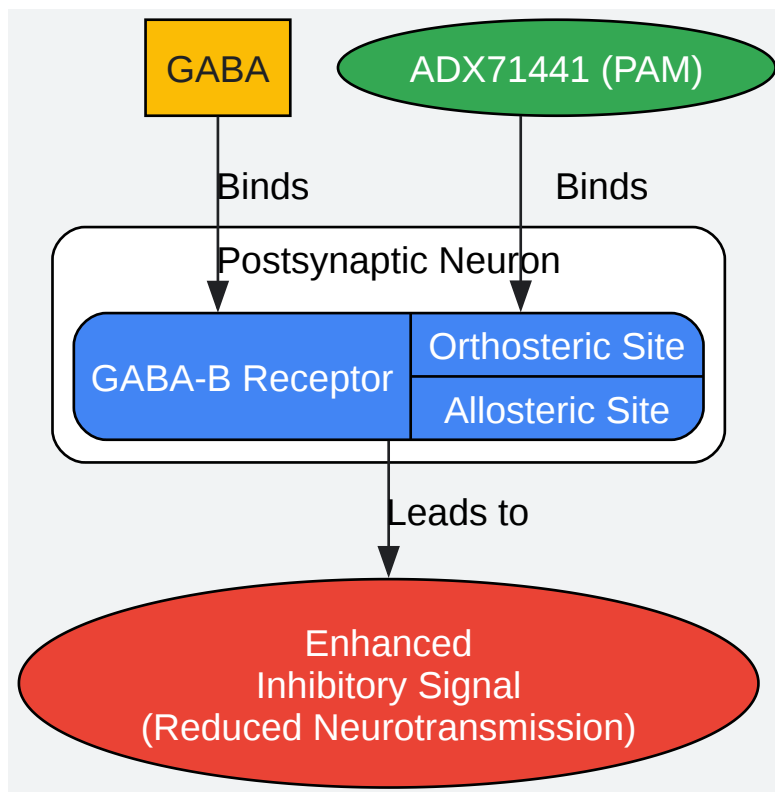 GABA
ADX71441 (PAM)
Binds
Binds
Postsynaptic Neuron
GABA-B Receptor
Orthosteric Site
Allosteric Site
Leads to
Enhanced
Inhibitory Signal
(Reduced Neurotransmission)